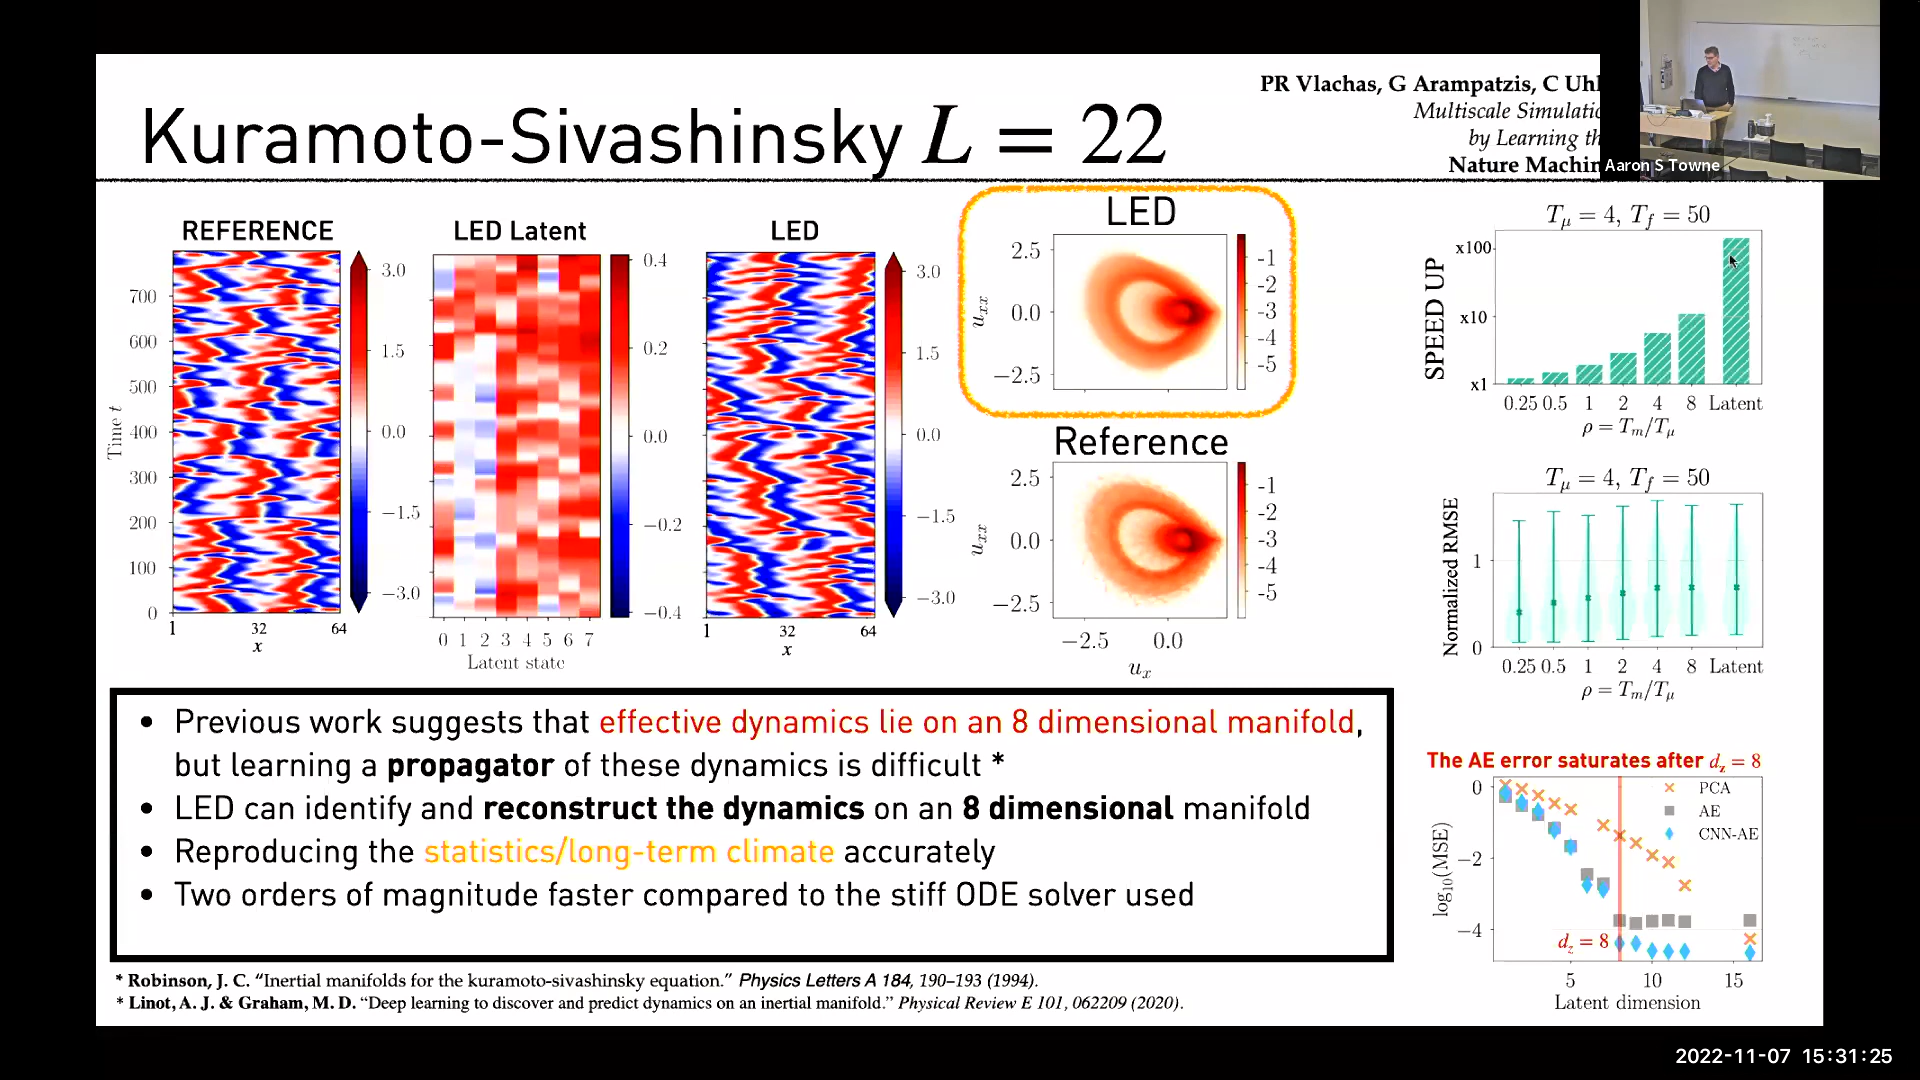 Kuramoto-Sivashinsky L = 22
PR Vlachas, G Arampatzis, C Uhl
Multiscale Simulatio
by Learning th
Nature Machin
Aaron S Towne
REFERENCE
3.0
1.5
0.0
−1.5
−3.0
700
600
500
400
300
200
100
0
Time t
1 32 64
x
LED Latent
0.4
0.2
0.0
−0.2
−0.4
0 1 2 3 4 5 6 7
Latent state
LED
3.0
1.5
0.0
−1.5
−3.0
1 32 64
x
LED
2.5
0.0
−2.5
u_xx
-1
-2
-3
-4
-5
Reference
2.5
0.0
−2.5
u_xx
-1
-2
-3
-4
-5
−2.5 0.0
u_x
T_μ = 4, T_f = 50
SPEED UP
x100
x10
x1
0.25 0.5 1 2 4 8 Latent
ρ = T_m/T_μ
T_μ = 4, T_f = 50
Normalized RMSE
1
0
0.25 0.5 1 2 4 8 Latent
ρ = T_m/T_μ
The AE error saturates after d_z = 8
log₁₀(MSE)
0
−2
−4
PCA
AE
CNN-AE
d_z = 8
5 10 15
Latent dimension
• Previous work suggests that effective dynamics lie on an 8 dimensional manifold,
but learning a propagator of these dynamics is difficult *
• LED can identify and reconstruct the dynamics on an 8 dimensional manifold
• Reproducing the statistics/long-term climate accurately
• Two orders of magnitude faster compared to the stiff ODE solver used
* Robinson, J. C. “Inertial manifolds for the kuramoto-sivashinsky equation.” Physics Letters A 184, 190–193 (1994).
* Linot, A. J. & Graham, M. D. “Deep learning to discover and predict dynamics on an inertial manifold.” Physical Review E 101, 062209 (2020).
2022-11-07 15:31:25